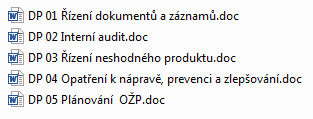 DP 01 Řízení dokumentů a záznamů.doc
DP 02 Interní audit.doc
DP 03 Řízení neshodného produktu.doc
DP 04 Opatření k nápravě, prevenci a zlepšování.doc
DP 05 Plánování  OŽP.doc